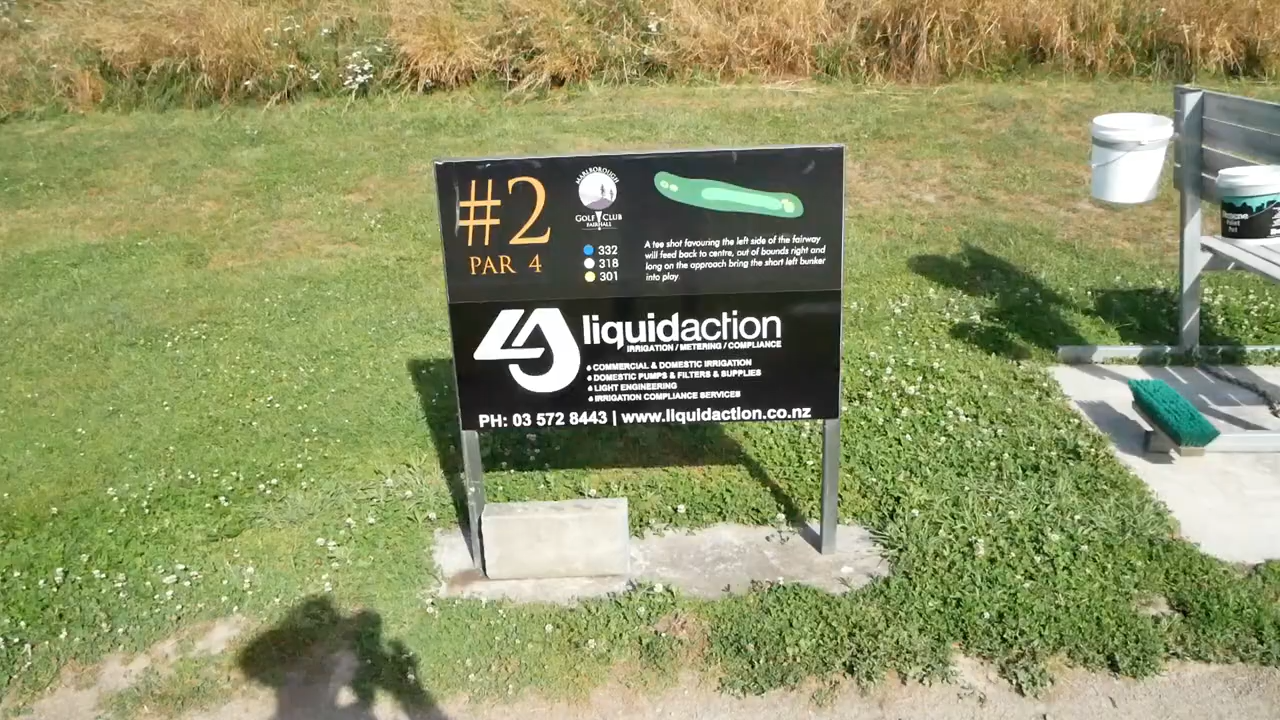 #2
PAR 4
MARLBOROUGH
GOLF CLUB
FAIRHALL
332
318
301
A tee shot favouring the left side of the fairway
will feed back to centre, out of bounds right and
long on the approach bring the short left bunker
into play
liquidaction
IRRIGATION / METERING / COMPLIANCE
COMMERCIAL & DOMESTIC IRRIGATION
DOMESTIC PUMPS & FILTERS & SUPPLIES
LIGHT ENGINEERING
IRRIGATION COMPLIANCE SERVICES
PH: 03 572 8443 | www.liquidaction.co.nz